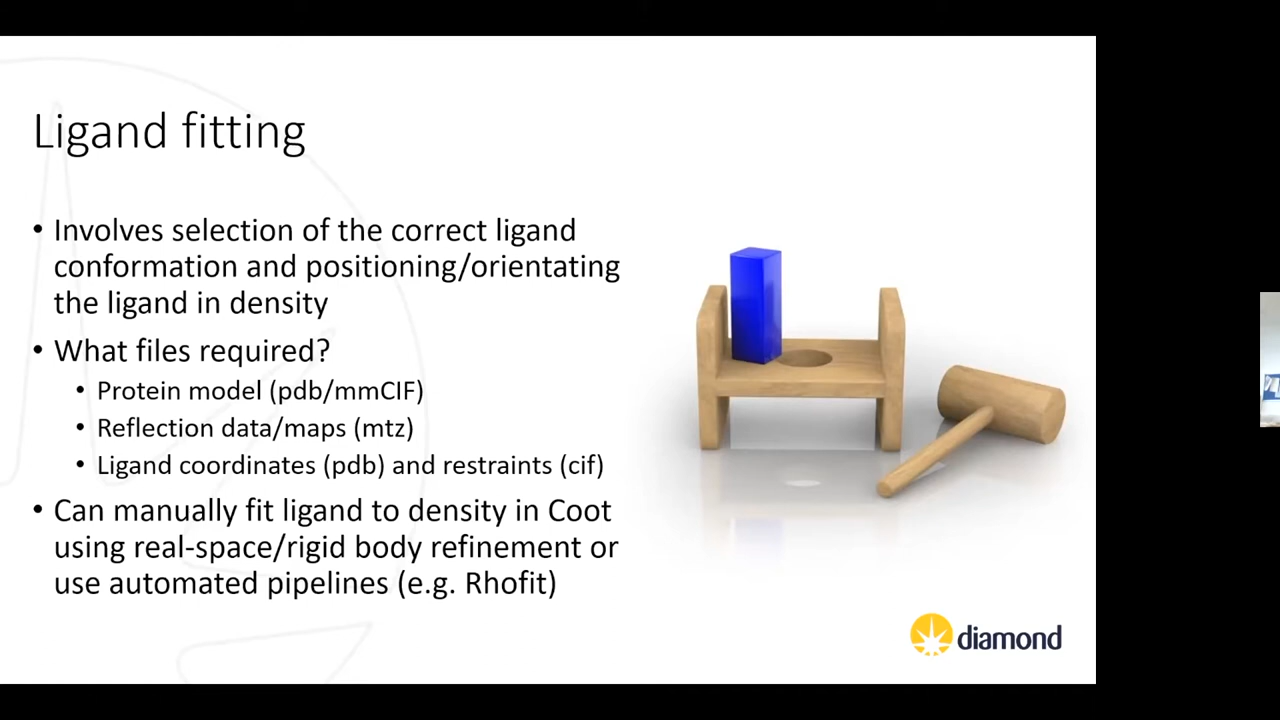 Ligand fitting
• Involves selection of the correct ligand
conformation and positioning/orientating
the ligand in density
• What files required?
• Protein model (pdb/mmCIF)
• Reflection data/maps (mtz)
• Ligand coordinates (pdb) and restraints (cif)
• Can manually fit ligand to density in Coot
using real-space/rigid body refinement or
use automated pipelines (e.g. Rhofit)
diamond